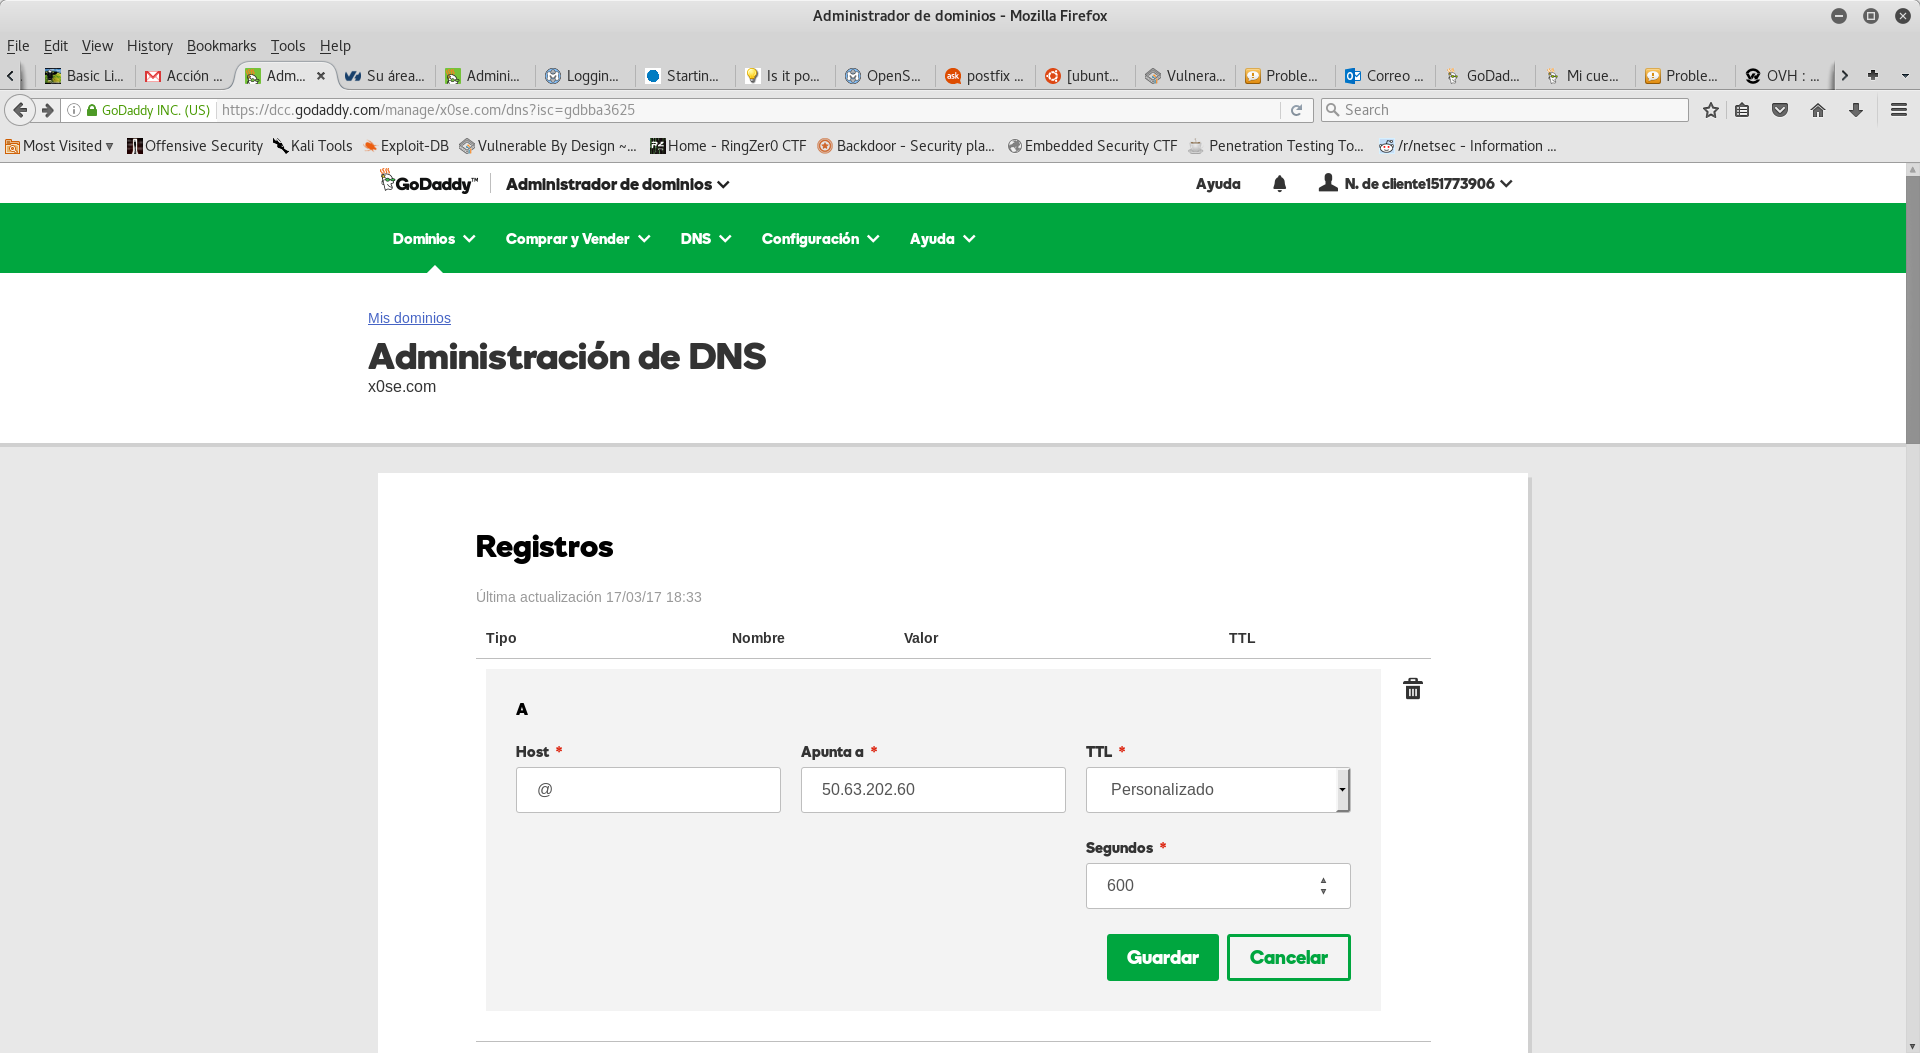 Administrador de dominios - Mozilla Firefox
File Edit View History Bookmarks Tools Help
Basic Li... Acción ... Adm... Su área... Admini... Loggin... Startin... Is it po... OpenS... ask postfix ... [ubunt... Vulnera... Proble... Correo ... GoDad... Mi cue... Proble... OVH : ...
GoDaddy INC. (US) https://dcc.godaddy.com/manage/x0se.com/dns?isc=gdbba3625 Search
Most Visited Offensive Security Kali Tools Exploit-DB Vulnerable By Design ~... Home - RingZer0 CTF Backdoor - Security pla... Embedded Security CTF Penetration Testing To... /r/netsec - Information ...
GoDaddy™ Administrador de dominios Ayuda N. de cliente151773906
Dominios Comprar y Vender DNS Configuración Ayuda
Mis dominios
Administración de DNS
x0se.com
Registros
Última actualización 17/03/17 18:33
Tipo Nombre Valor TTL
A
Host * Apunta a * TTL *
@ 50.63.202.60 Personalizado
Segundos *
600
Guardar Cancelar